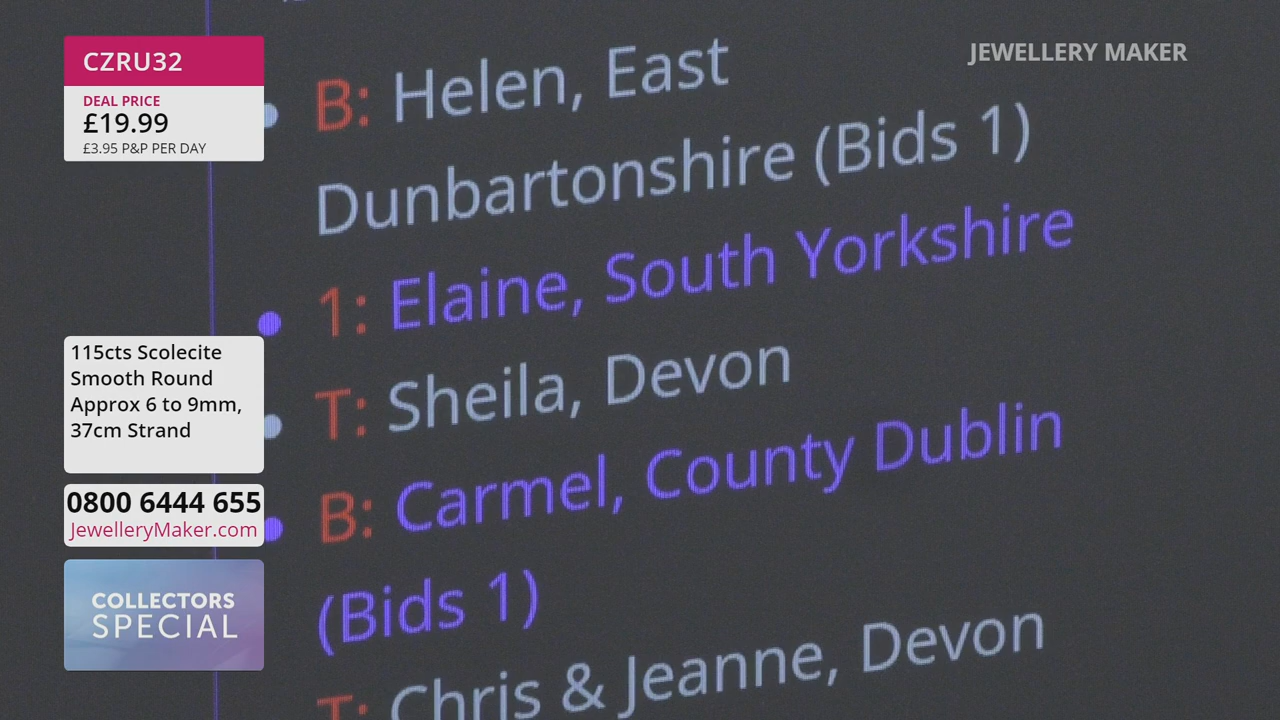 CZRU32
DEAL PRICE
£19.99
£3.95 P&P PER DAY
JEWELLERY MAKER
B: Helen, East
Dunbartonshire (Bids 1)
1: Elaine, South Yorkshire
T: Sheila, Devon
B: Carmel, County Dublin
(Bids 1)
T: Chris & Jeanne, Devon
115cts Scolecite
Smooth Round
Approx 6 to 9mm,
37cm Strand
0800 6444 655
JewelleryMaker.com
COLLECTORS
SPECIAL